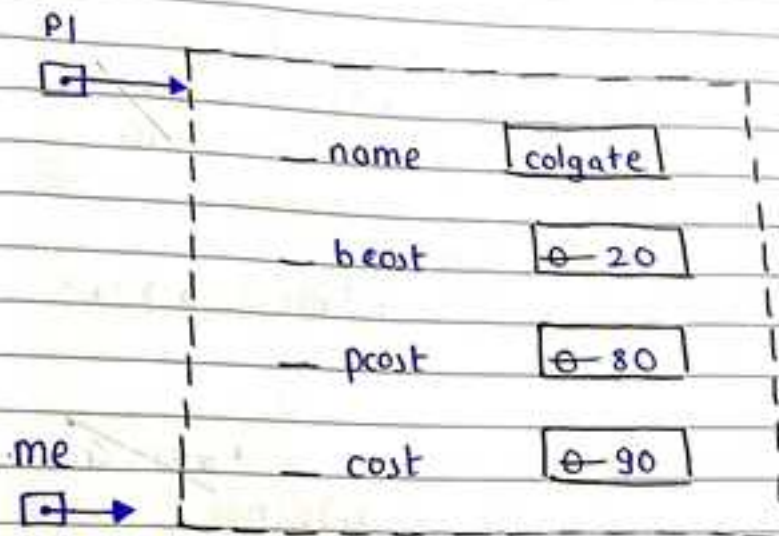 P1
_ name colgate
_ bcost 0 20
_ pcost 0 80
me _ cost 0 90